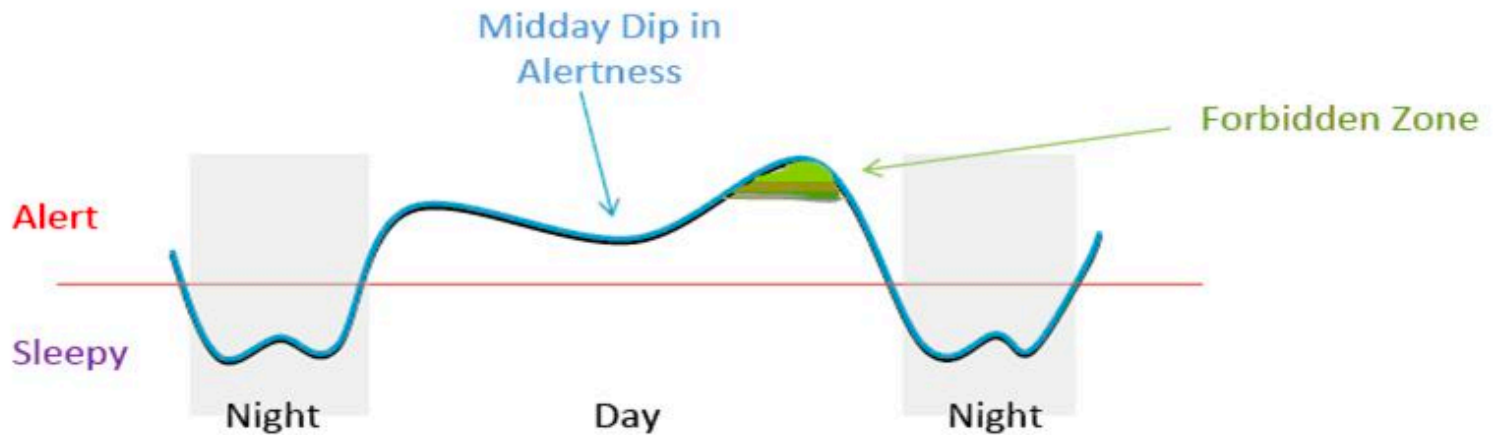 Midday Dip in
Alertness
Forbidden Zone
Alert
Sleepy
Night
Day
Night